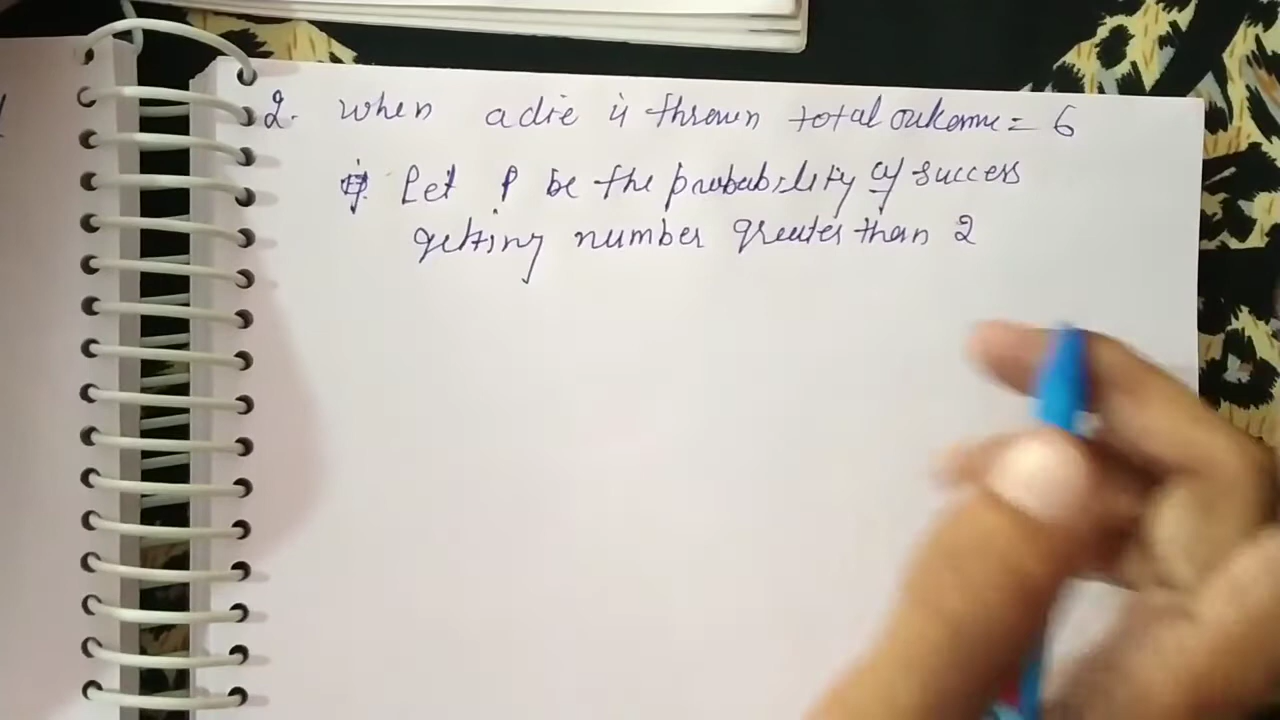 2. when a die is thrown total outcome = 6
i. Let P be the probability of success
getting number greater than 2